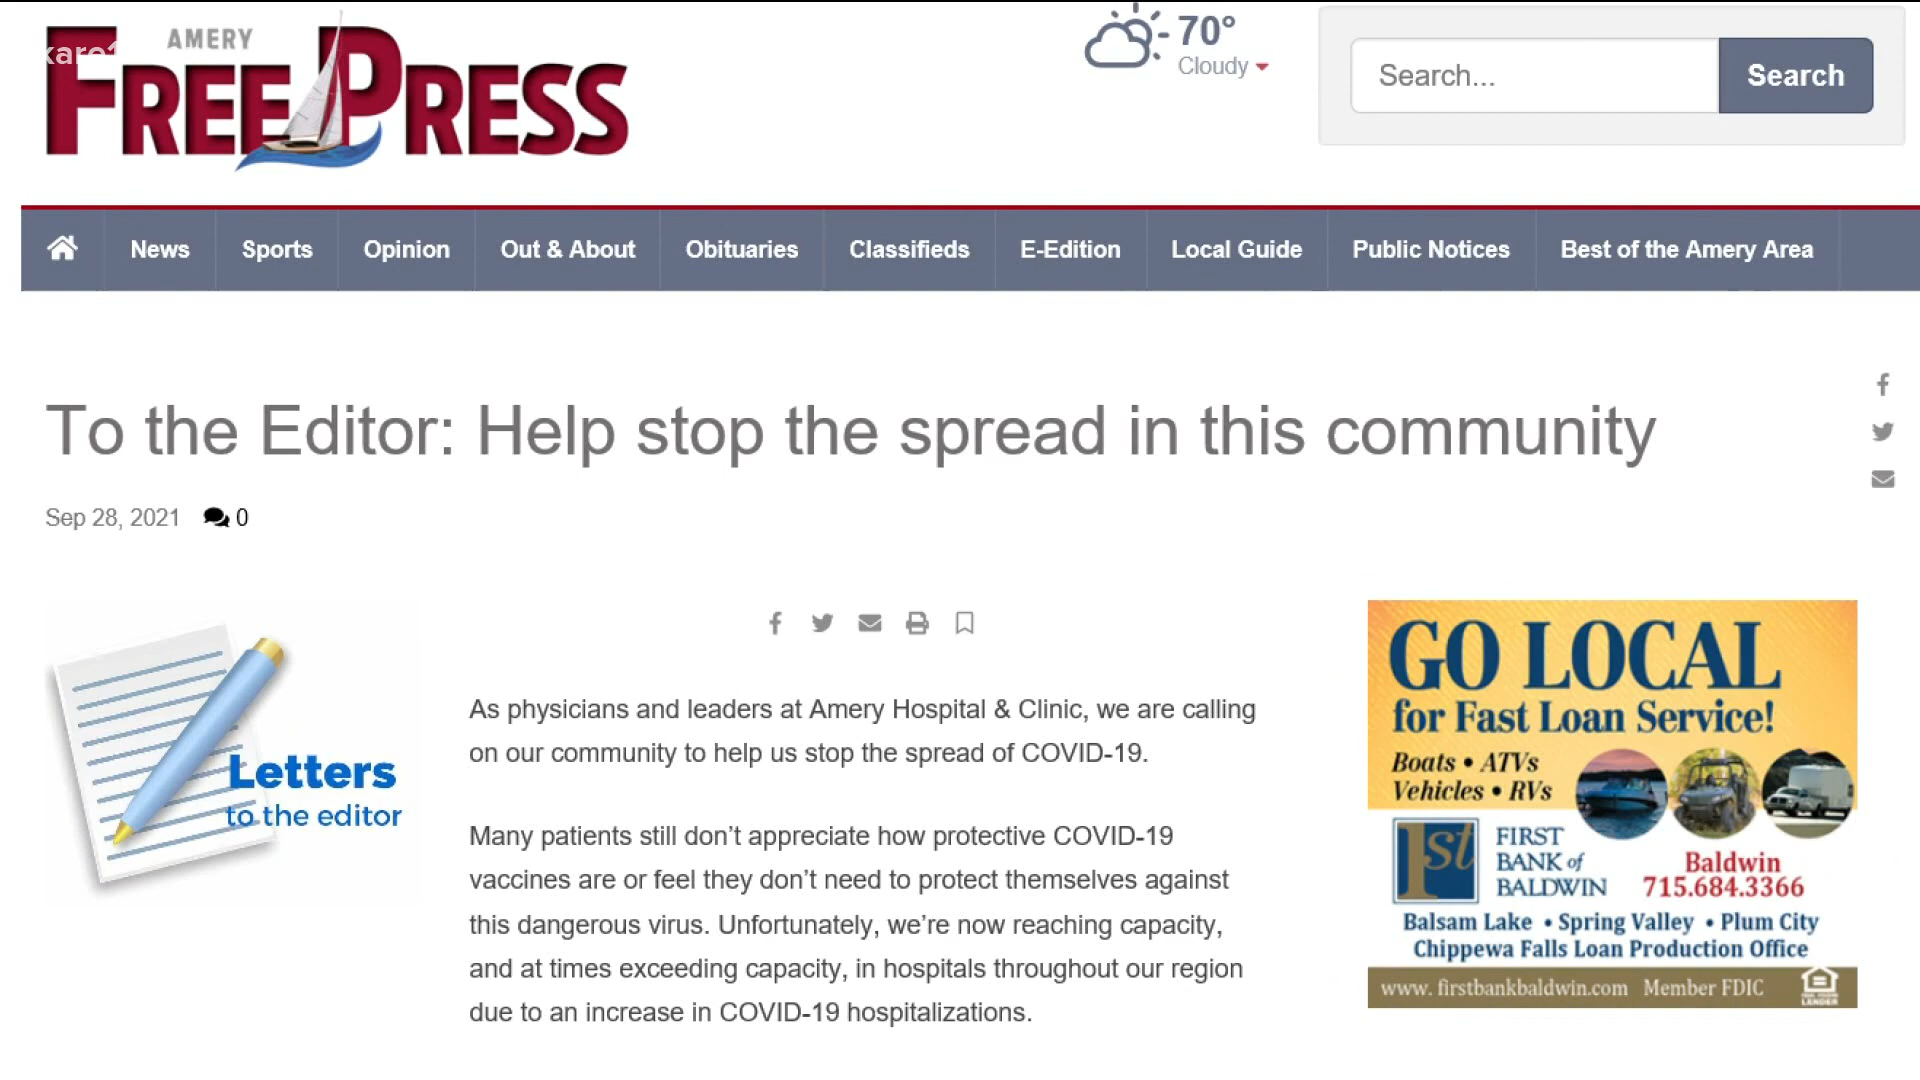 AMERY
FREE PRESS
70°
Cloudy
Search...
Search
News
Sports
Opinion
Out & About
Obituaries
Classifieds
E-Edition
Local Guide
Public Notices
Best of the Amery Area
To the Editor: Help stop the spread in this community
Sep 28, 2021
0
Letters
to the editor
As physicians and leaders at Amery Hospital & Clinic, we are calling
on our community to help us stop the spread of COVID-19.
Many patients still don’t appreciate how protective COVID-19
vaccines are or feel they don’t need to protect themselves against
this dangerous virus. Unfortunately, we’re now reaching capacity,
and at times exceeding capacity, in hospitals throughout our region
due to an increase in COVID-19 hospitalizations.
GO LOCAL
for Fast Loan Service!
Boats • ATVs
Vehicles • RVs
1st
FIRST
BANK of
BALDWIN
Baldwin
715.684.3366
Balsam Lake • Spring Valley • Plum City
Chippewa Falls Loan Production Office
www.firstbankbaldwin.com Member FDIC